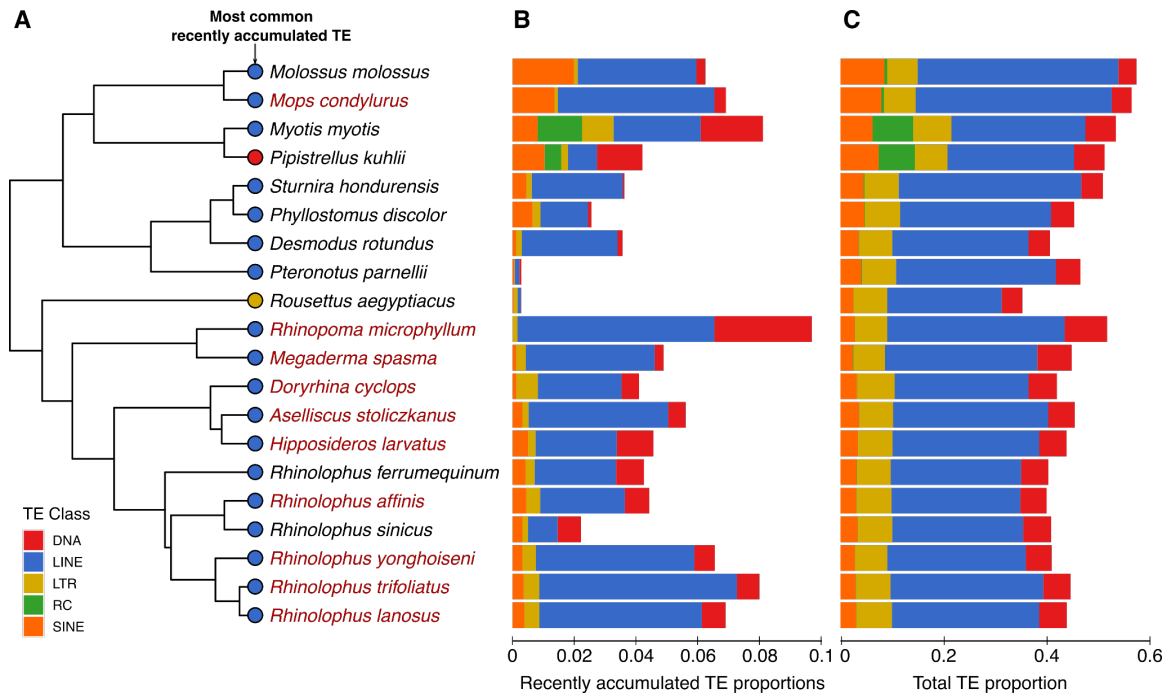 A
Most common
recently accumulated TE
B
C
Molossus molossus
Mops condylurus
Myotis myotis
Pipistrellus kuhlii
Sturnira hondurensis
Phyllostomus discolor
Desmodus rotundus
Pteronotus parnellii
Rousettus aegyptiacus
Rhinopoma microphyllum
Megaderma spasma
Doryrhina cyclops
Aselliscus stoliczkanus
Hipposideros larvatus
Rhinolophus ferrumequinum
Rhinolophus affinis
Rhinolophus sinicus
Rhinolophus yonghoiseni
Rhinolophus trifoliatus
Rhinolophus lanosus
TE Class
DNA
LINE
LTR
RC
SINE
0 0.02 0.04 0.06 0.08 0.1
Recently accumulated TE proportions
0 0.2 0.4 0.6
Total TE proportion